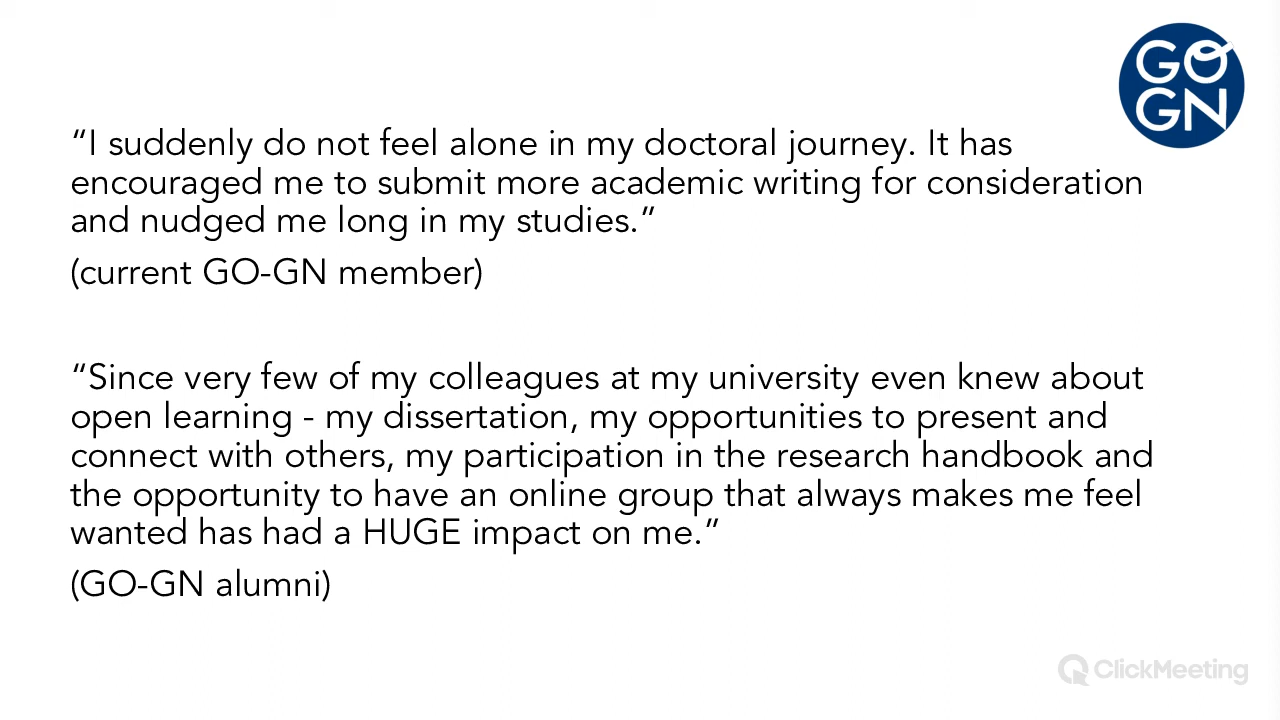 GO
GN
“I suddenly do not feel alone in my doctoral journey. It has
encouraged me to submit more academic writing for consideration
and nudged me long in my studies.”
(current GO-GN member)
“Since very few of my colleagues at my university even knew about
open learning - my dissertation, my opportunities to present and
connect with others, my participation in the research handbook and
the opportunity to have an online group that always makes me feel
wanted has had a HUGE impact on me.”
(GO-GN alumni)
ClickMeeting